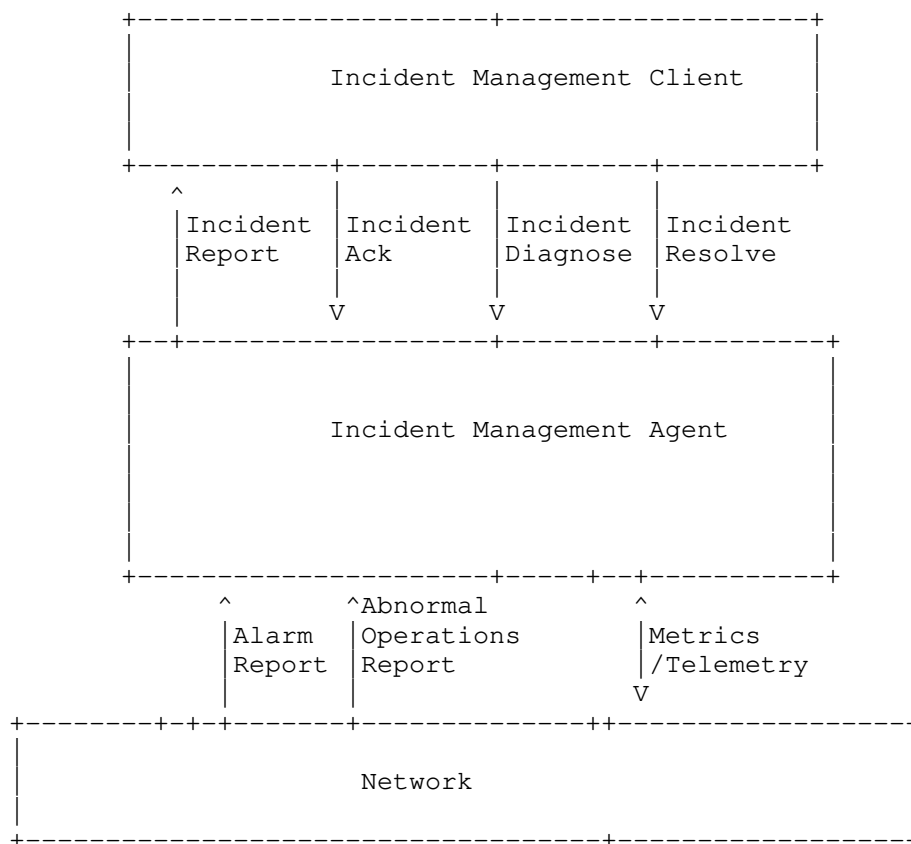 Incident Management Client
Incident Incident Incident Incident
Report Ack Diagnose Resolve
V V V
Incident Management Agent
^ ^Abnormal ^
Alarm Operations Metrics
Report Report /Telemetry
V
Network